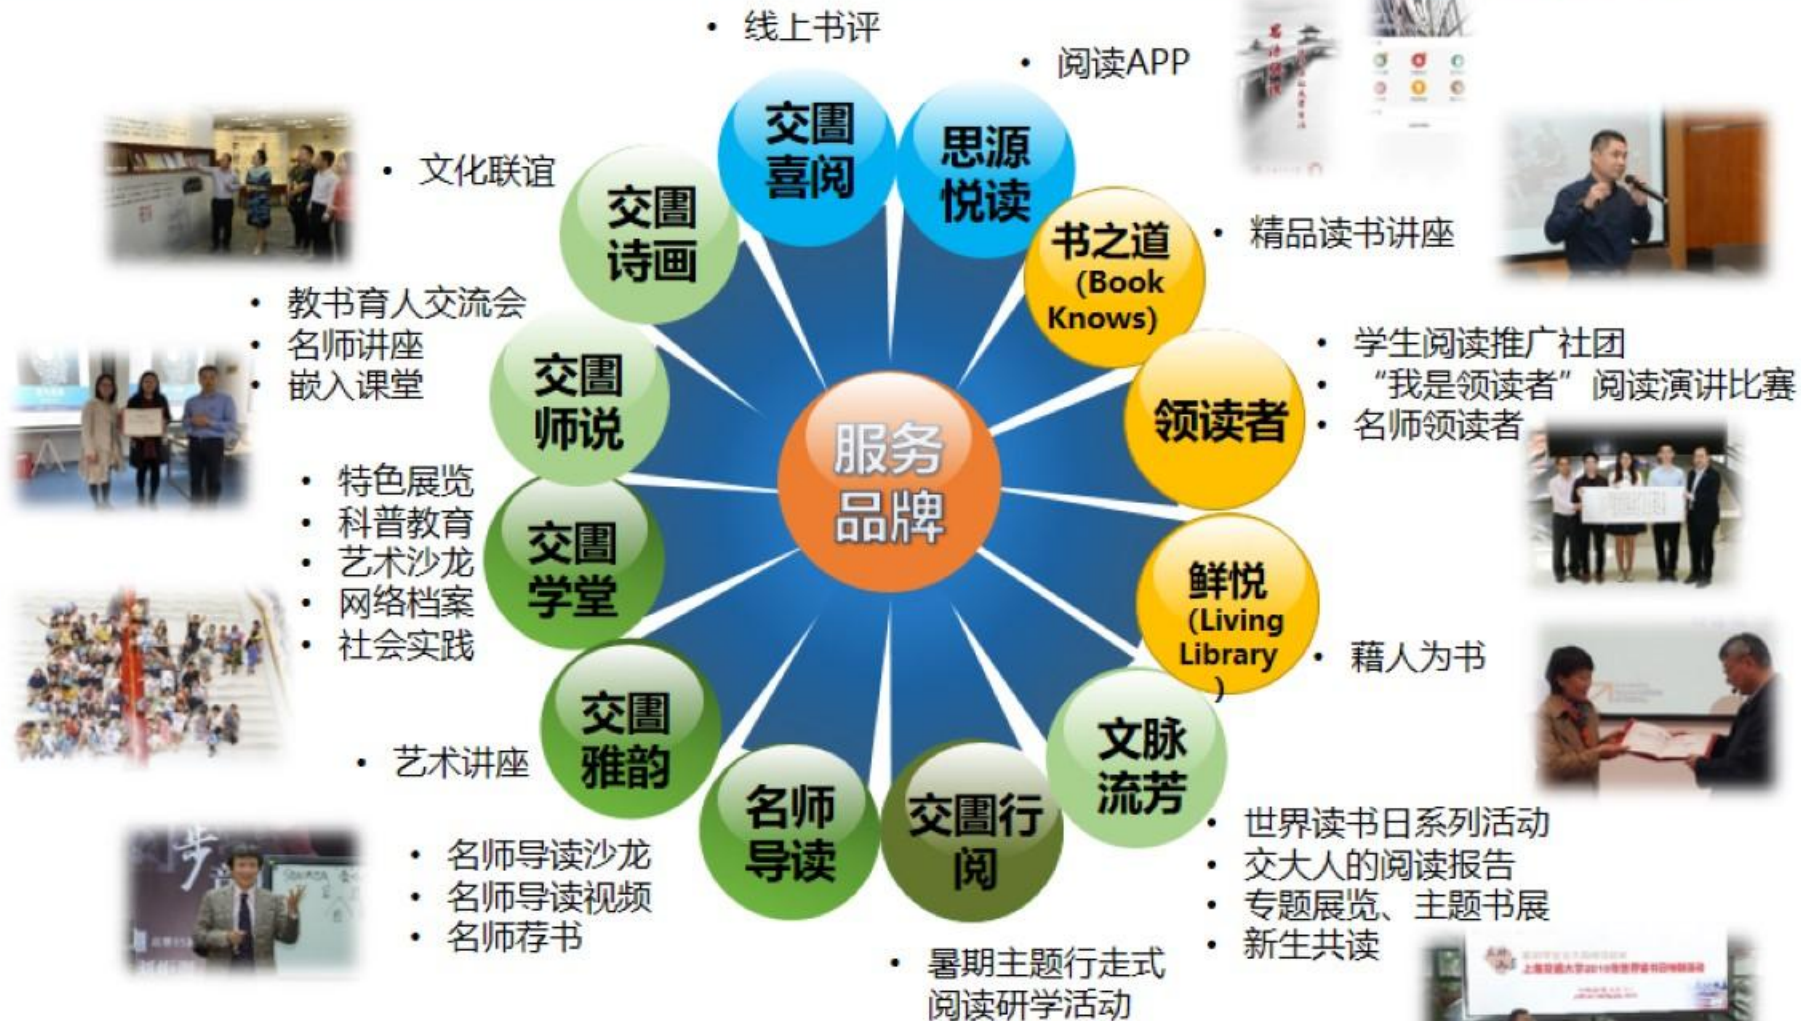 线上书评
阅读APP
交圕
喜阅
思源
悦读
文化联谊
交圕
诗画
书之道
(Book
Knows)
精品读书讲座
教书育人交流会
名师讲座
嵌入课堂
交圕
师说
领读者
学生阅读推广社团
“我是领读者”阅读演讲比赛
名师领读者
服务
品牌
特色展览
科普教育
艺术沙龙
网络档案
社会实践
交圕
学堂
鲜悦
(Living
Library
)
藉人为书
交圕
雅韵
艺术讲座
文脉
流芳
名师
导读
交圕行
阅
世界读书日系列活动
交大人的阅读报告
专题展览、主题书展
新生共读
名师导读沙龙
名师导读视频
名师荐书
暑期主题行走式
阅读研学活动